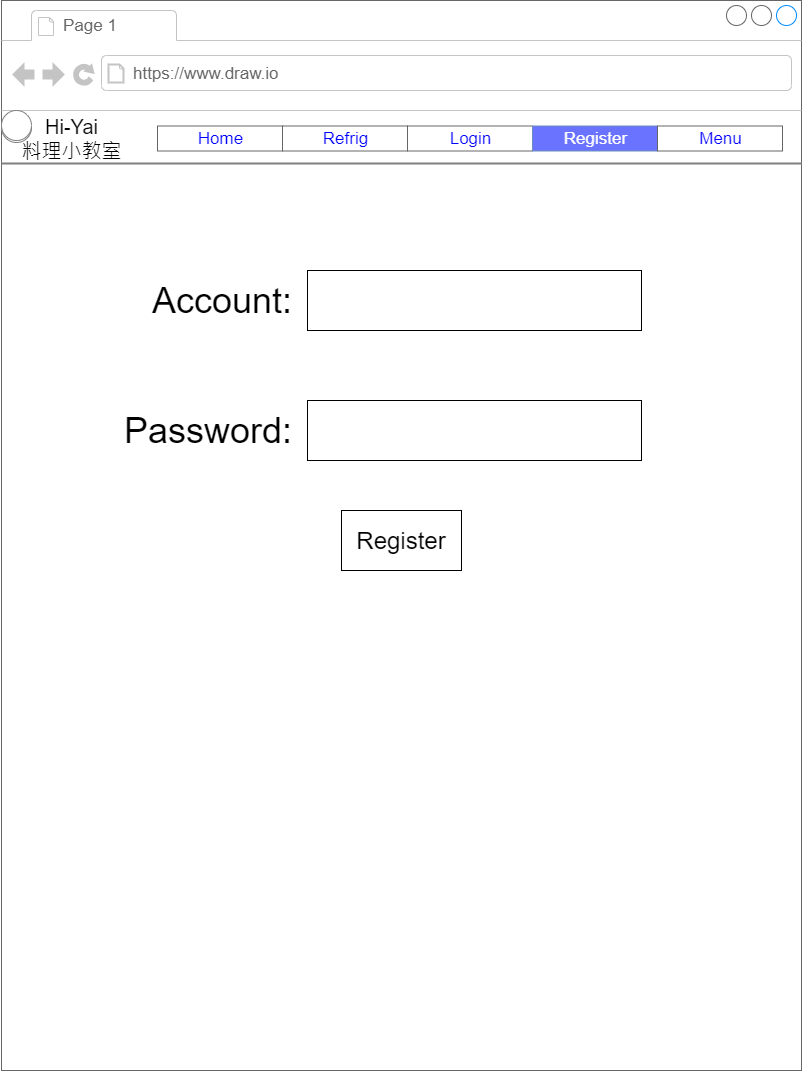 Page 1
https://www.draw.io
Hi-Yai
料理小教室
Home Refrig Login Register Menu
Account:
Password:
Register